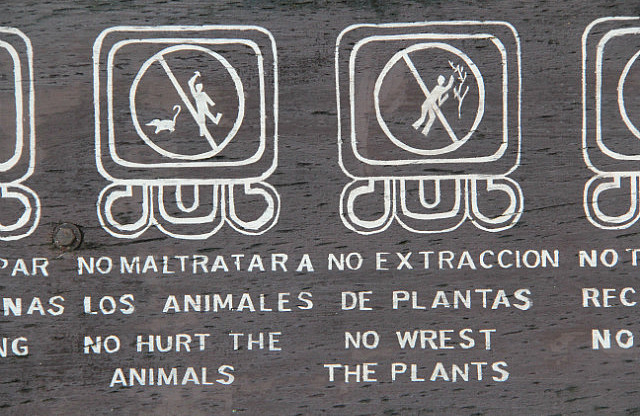 PAR
NAS
NG
NO MALTRATAR A
LOS ANIMALES
NO HURT THE
ANIMALS
NO EXTRACCION
DE PLANTAS
NO WREST
THE PLANTS
NO T
REC
NO